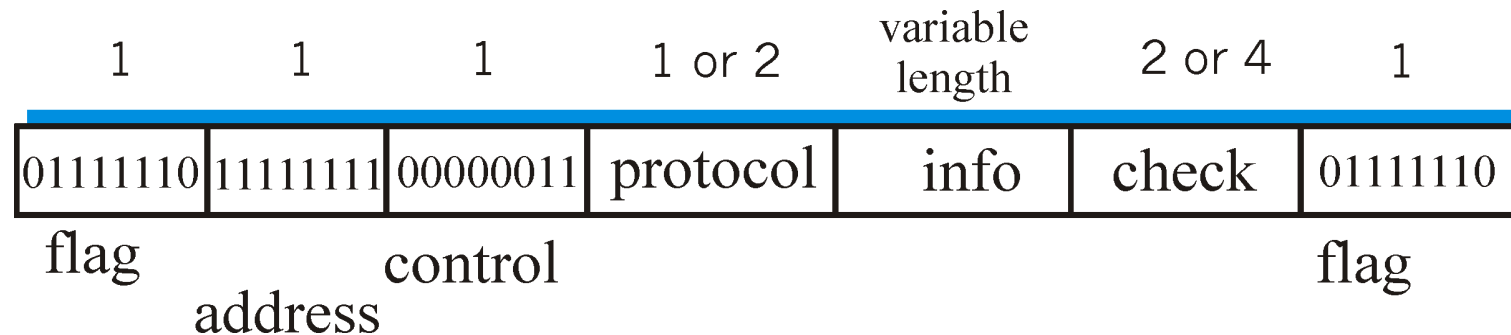 1 1 1 1 or 2 variable length 2 or 4 1
01111110 11111111 00000011 protocol info check 01111110
flag address control flag